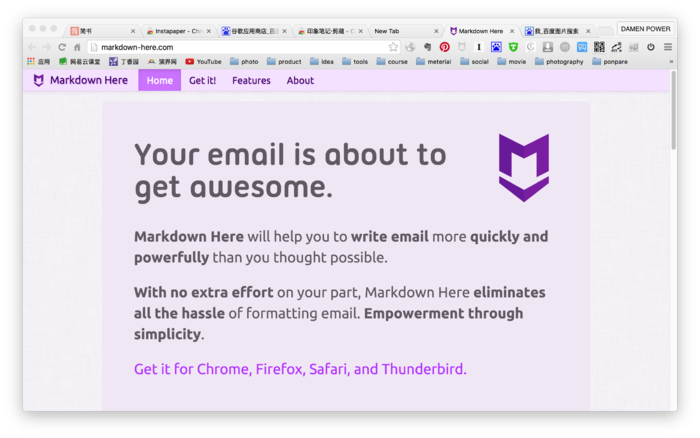 简书
Instapaper - Chr
谷歌应用商店_百度
印象笔记·剪藏 - C
New Tab
Markdown Here
我_百度图片搜索
DAMEN POWER
markdown-here.com
应用
网易云课堂
丁香园
演界网
YouTube
photo
product
idea
tools
course
meterial
social
movie
photography
ponpare
Markdown Here
Home
Get it!
Features
About
Your email is about to
get awesome.
Markdown Here will help you to write email more quickly and
powerfully than you thought possible.
With no extra effort on your part, Markdown Here eliminates
all the hassle of formatting email. Empowerment through
simplicity.
Get it for Chrome, Firefox, Safari, and Thunderbird.